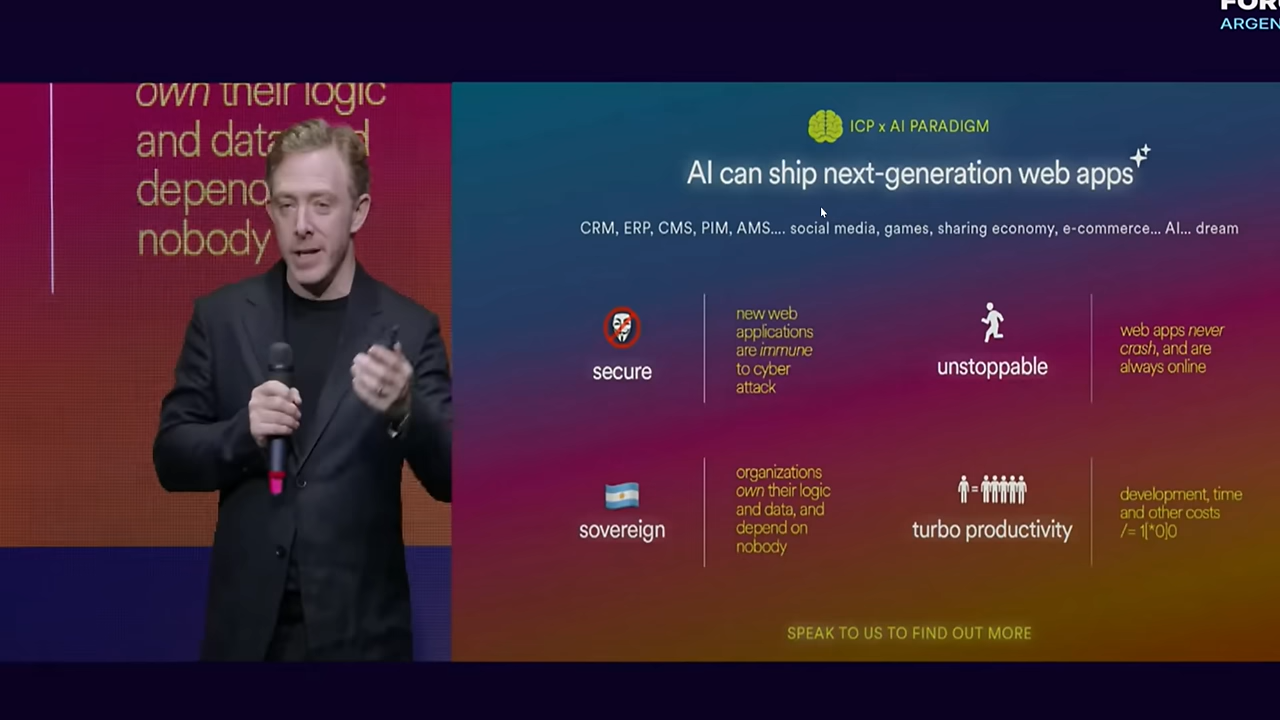 ARGEN
own their logic
and data
nobody
ICP x AI PARADIGM
AI can ship next-generation web apps
CRM, ERP, CMS, PIM, AMS.... social media, games, sharing economy, e-commerce... AI... dream
secure
new web
applications
are immune
to cyber
attack
unstoppable
web apps never
crash, and are
always online
sovereign
organizations
own their logic
and data, and
depend on
nobody
turbo productivity
development, time
and other costs
/= 1[*0]0
SPEAK TO US TO FIND OUT MORE